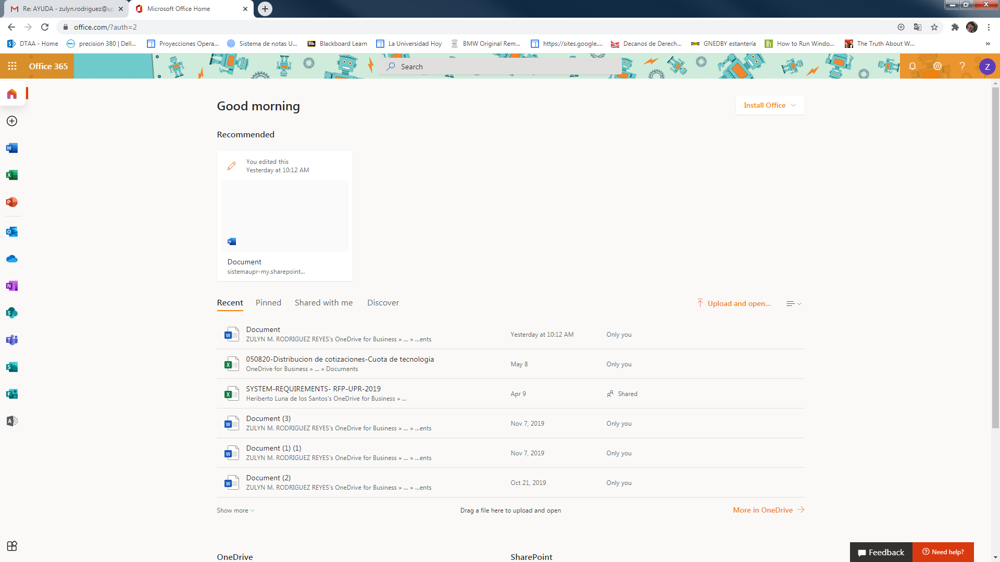 Re: AYUDA - zulyn.rodriguez@up
Microsoft Office Home
office.com/?auth=2
DTAA - Home
precision 380 | Dell...
Proyecciones Opera...
Sistema de notas U...
Bb Blackboard Learn
La Universidad Hoy
BMW Original Rem...
https://sites.google....
Decanos de Derech...
GNEDBY estantería
How to Run Windo...
The Truth About W...
»
Office 365
Search
Z
Good morning
Install Office
Recommended
You edited this
Yesterday at 10:12 AM
Document
sistemaupr-my.sharepoint...
Recent Pinned Shared with me Discover
Upload and open...
Document
ZULYN M. RODRIGUEZ REYES's OneDrive for Business » ... » ...ents
Yesterday at 10:12 AM
Only you
050820-Distribucion de cotizaciones-Cuota de tecnologia
OneDrive for Business » ... » Documents
May 8
Only you
SYSTEM-REQUIREMENTS- RFP-UPR-2019
Heriberto Luna de los Santos's OneDrive for Business » ...
Apr 9
Shared
Document (3)
ZULYN M. RODRIGUEZ REYES's OneDrive for Business » ... » ...ents
Nov 7, 2019
Only you
Document (1) (1)
ZULYN M. RODRIGUEZ REYES's OneDrive for Business » ... » ...ents
Nov 7, 2019
Only you
Document (2)
ZULYN M. RODRIGUEZ REYES's OneDrive for Business » ... » ...ents
Oct 21, 2019
Only you
Show more
Drag a file here to upload and open
More in OneDrive
OneDrive
SharePoint
Feedback
Need help?